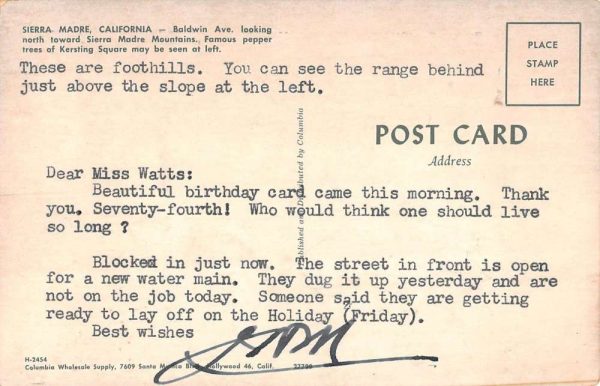 SIERRA MADRE, CALIFORNIA — Baldwin Ave. looking
north toward Sierra Madre Mountains. Famous pepper
trees of Kersting Square may be seen at left.
PLACE
STAMP
HERE
These are foothills. You can see the range behind
just above the slope at the left.
POST CARD
Address
Published and Distributed by Columbia
Dear Miss Watts:
Beautiful birthday card came this morning. Thank
you. Seventy-fourth! Who would think one should live
so long?
Blocked in just now. The street in front is open
for a new water main. They dug it up yesterday and are
not on the job today. Someone said they are getting
ready to lay off on the Holiday (Friday).
Best wishes
H-2454
Columbia Wholesale Supply, 7609 Santa Blvd. Hollywood 46, Calif.